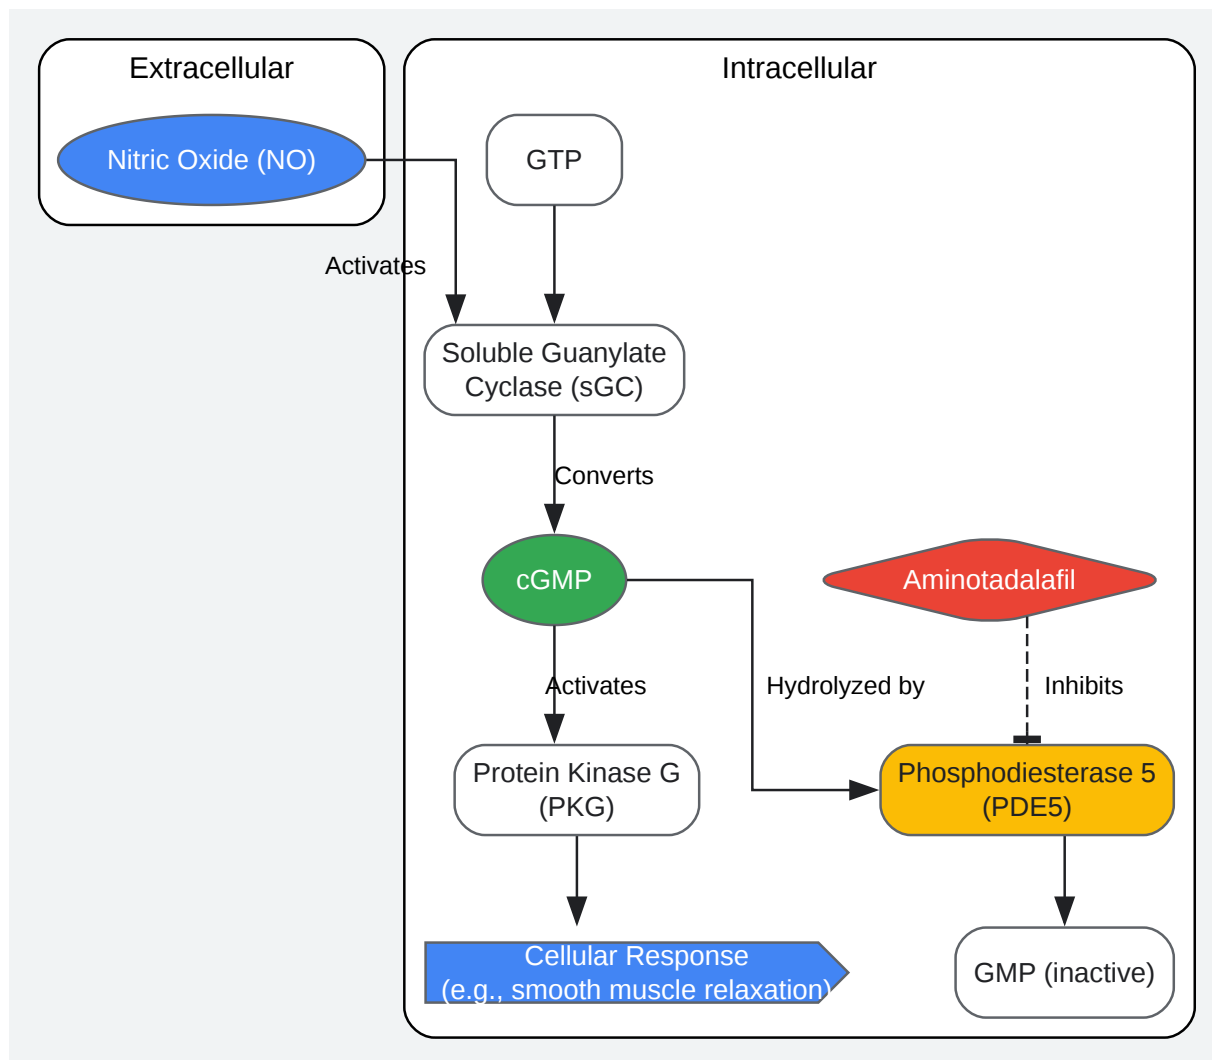 Extracellular
Intracellular
Nitric Oxide (NO)
GTP
Activates
Soluble Guanylate
Cyclase (sGC)
Converts
cGMP
Aminotadalafil
Activates
Hydrolyzed by
Inhibits
Protein Kinase G
(PKG)
Phosphodiesterase 5
(PDE5)
Cellular Response
(e.g., smooth muscle relaxation)
GMP (inactive)